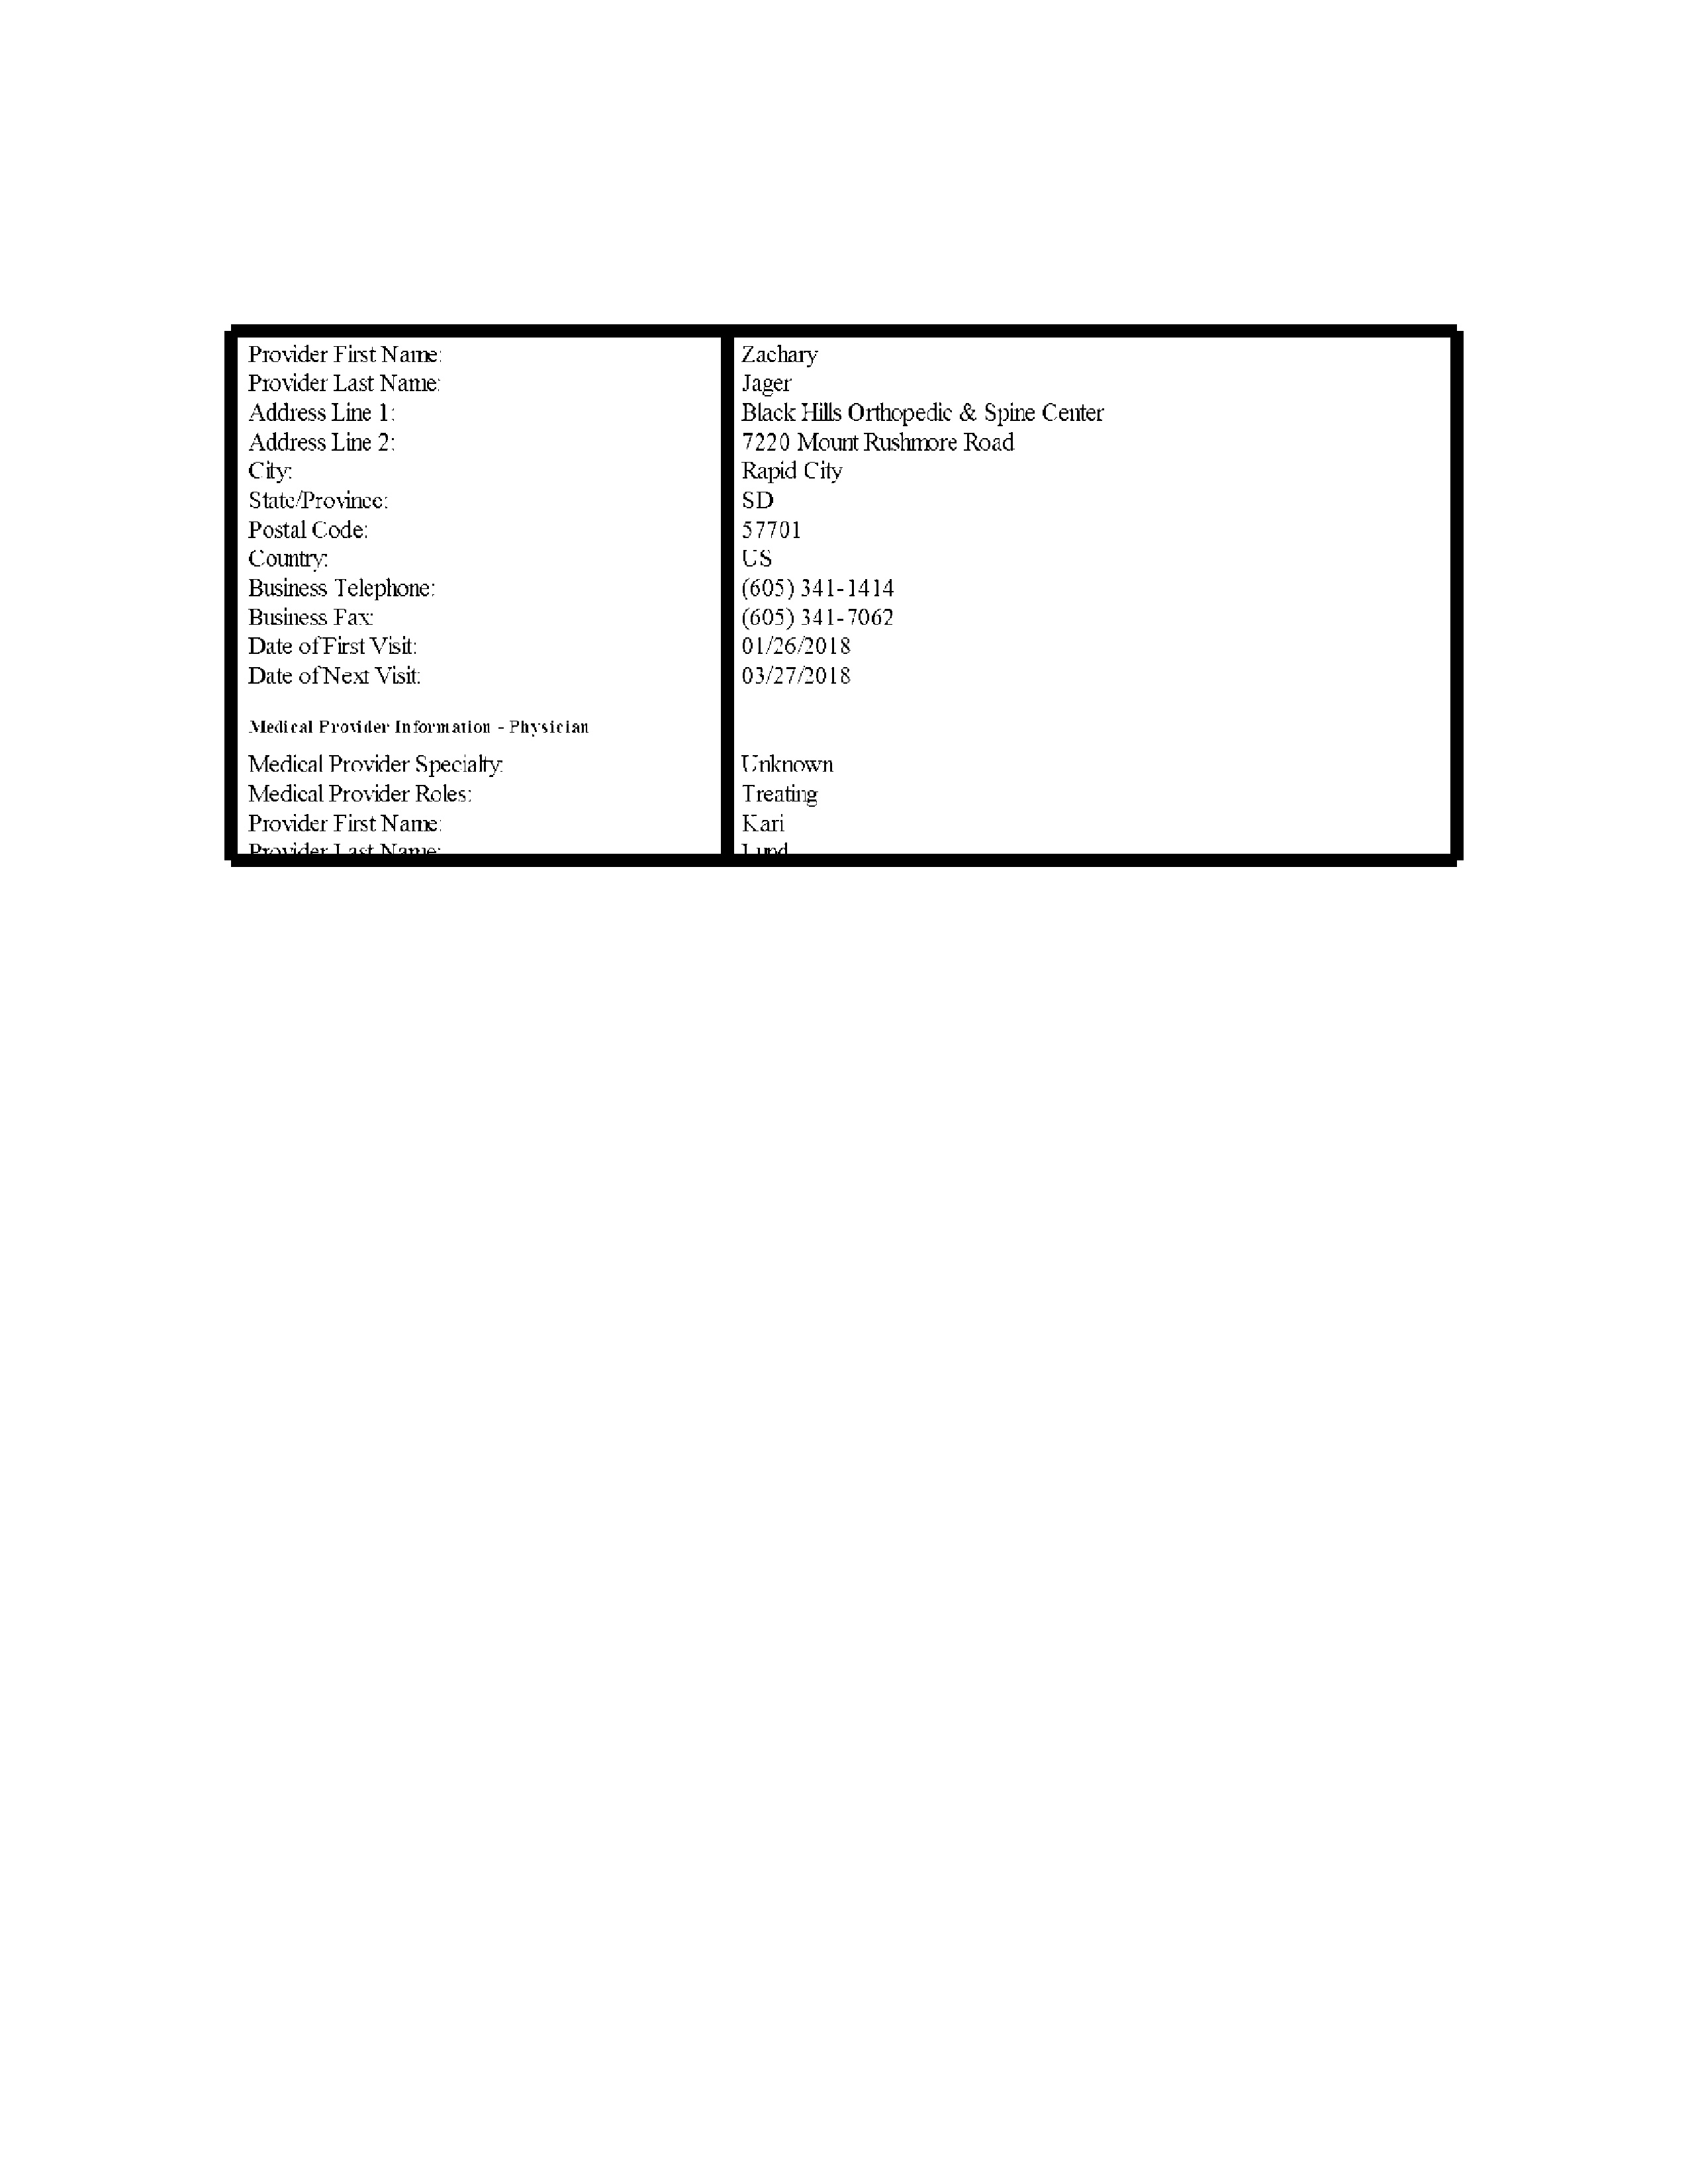 Provider First Name: Zachary
Provider Last Name: Jager
Address Line 1: Black Hills Orthopedic & Spine Center
Address Line 2: 7220 Mount Rushmore Road
City: Rapid City
State/Province: SD
Postal Code: 57701
Country: US
Business Telephone: (605) 341-1414
Business Fax: (605) 341-7062
Date of First Visit: 01/26/2018
Date of Next Visit: 03/27/2018
Medical Provider Information - Physician
Medical Provider Specialty: Unknown
Medical Provider Roles: Treating
Provider First Name: Kari
Provider Last Name: Lund